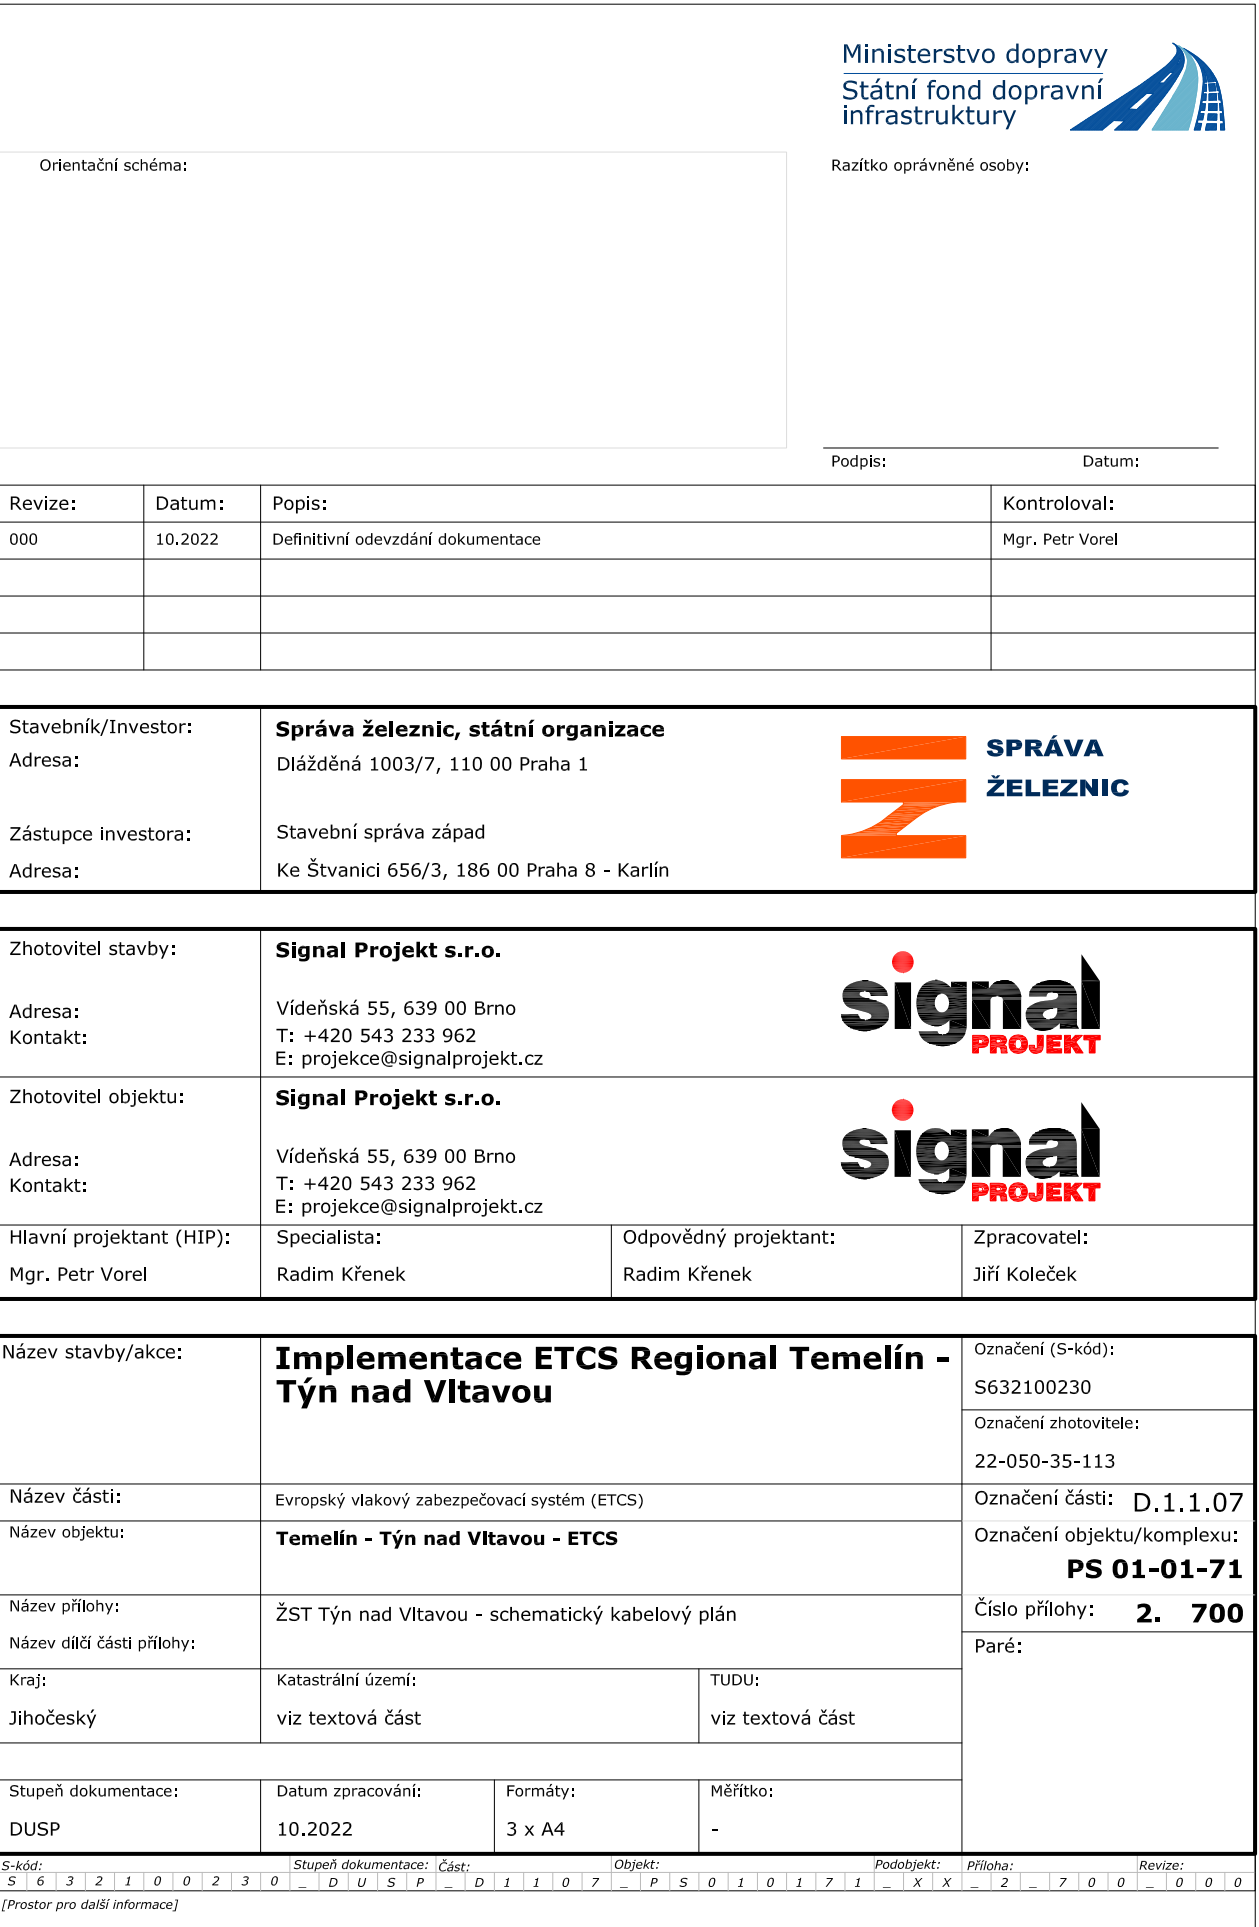 Ministerstvo dopravy
Státní fond dopravní
infrastruktury
Orientační schéma:
Razítko oprávněné osoby:
Podpis: Datum:
Revize: Datum: Popis: Kontroloval:
000 10.2022 Definitivní odevzdání dokumentace Mgr. Petr Vorel
Stavebník/Investor: Správa železnic, státní organizace
Adresa: Dlážděná 1003/7, 110 00 Praha 1
SPRÁVA
ŽELEZNIC
Zástupce investora: Stavební správa západ
Adresa: Ke Štvanici 656/3, 186 00 Praha 8 - Karlín
Zhotovitel stavby: Signal Projekt s.r.o.
Adresa: Vídeňská 55, 639 00 Brno
Kontakt: T: +420 543 233 962
E: projekce@signalprojekt.cz
signal
PROJEKT
Zhotovitel objektu: Signal Projekt s.r.o.
Adresa: Vídeňská 55, 639 00 Brno
Kontakt: T: +420 543 233 962
E: projekce@signalprojekt.cz
signal
PROJEKT
Hlavní projektant (HIP): Specialista: Odpovědný projektant: Zpracovatel:
Mgr. Petr Vorel Radim Křenek Radim Křenek Jiří Koleček
Název stavby/akce: Implementace ETCS Regional Temelín -
Týn nad Vltavou
Označení (S-kód):
S632100230
Označení zhotovitele:
22-050-35-113
Název části: Evropský vlakový zabezpečovací systém (ETCS) Označení části: D.1.1.07
Název objektu: Temelín - Týn nad Vltavou - ETCS Označení objektu/komplexu:
PS 01-01-71
Název přílohy: ŽST Týn nad Vltavou - schematický kabelový plán Číslo přílohy: 2. 700
Název dílčí části přílohy: Paré:
Kraj: Katastrální území: TUDU:
Jihočeský viz textová část viz textová část
Stupeň dokumentace: Datum zpracování: Formáty: Měřítko:
DUSP 10.2022 3 x A4 -
S-kód: Stupeň dokumentace: Část: Objekt: Podobjekt: Příloha: Revize:
S 6 3 2 1 0 0 2 3 0 _ D U S P _ D 1 1 0 7 _ P S 0 1 0 1 7 1 _ X X _ 2 _ 7 0 0 _ 0 0 0
[Prostor pro další informace]